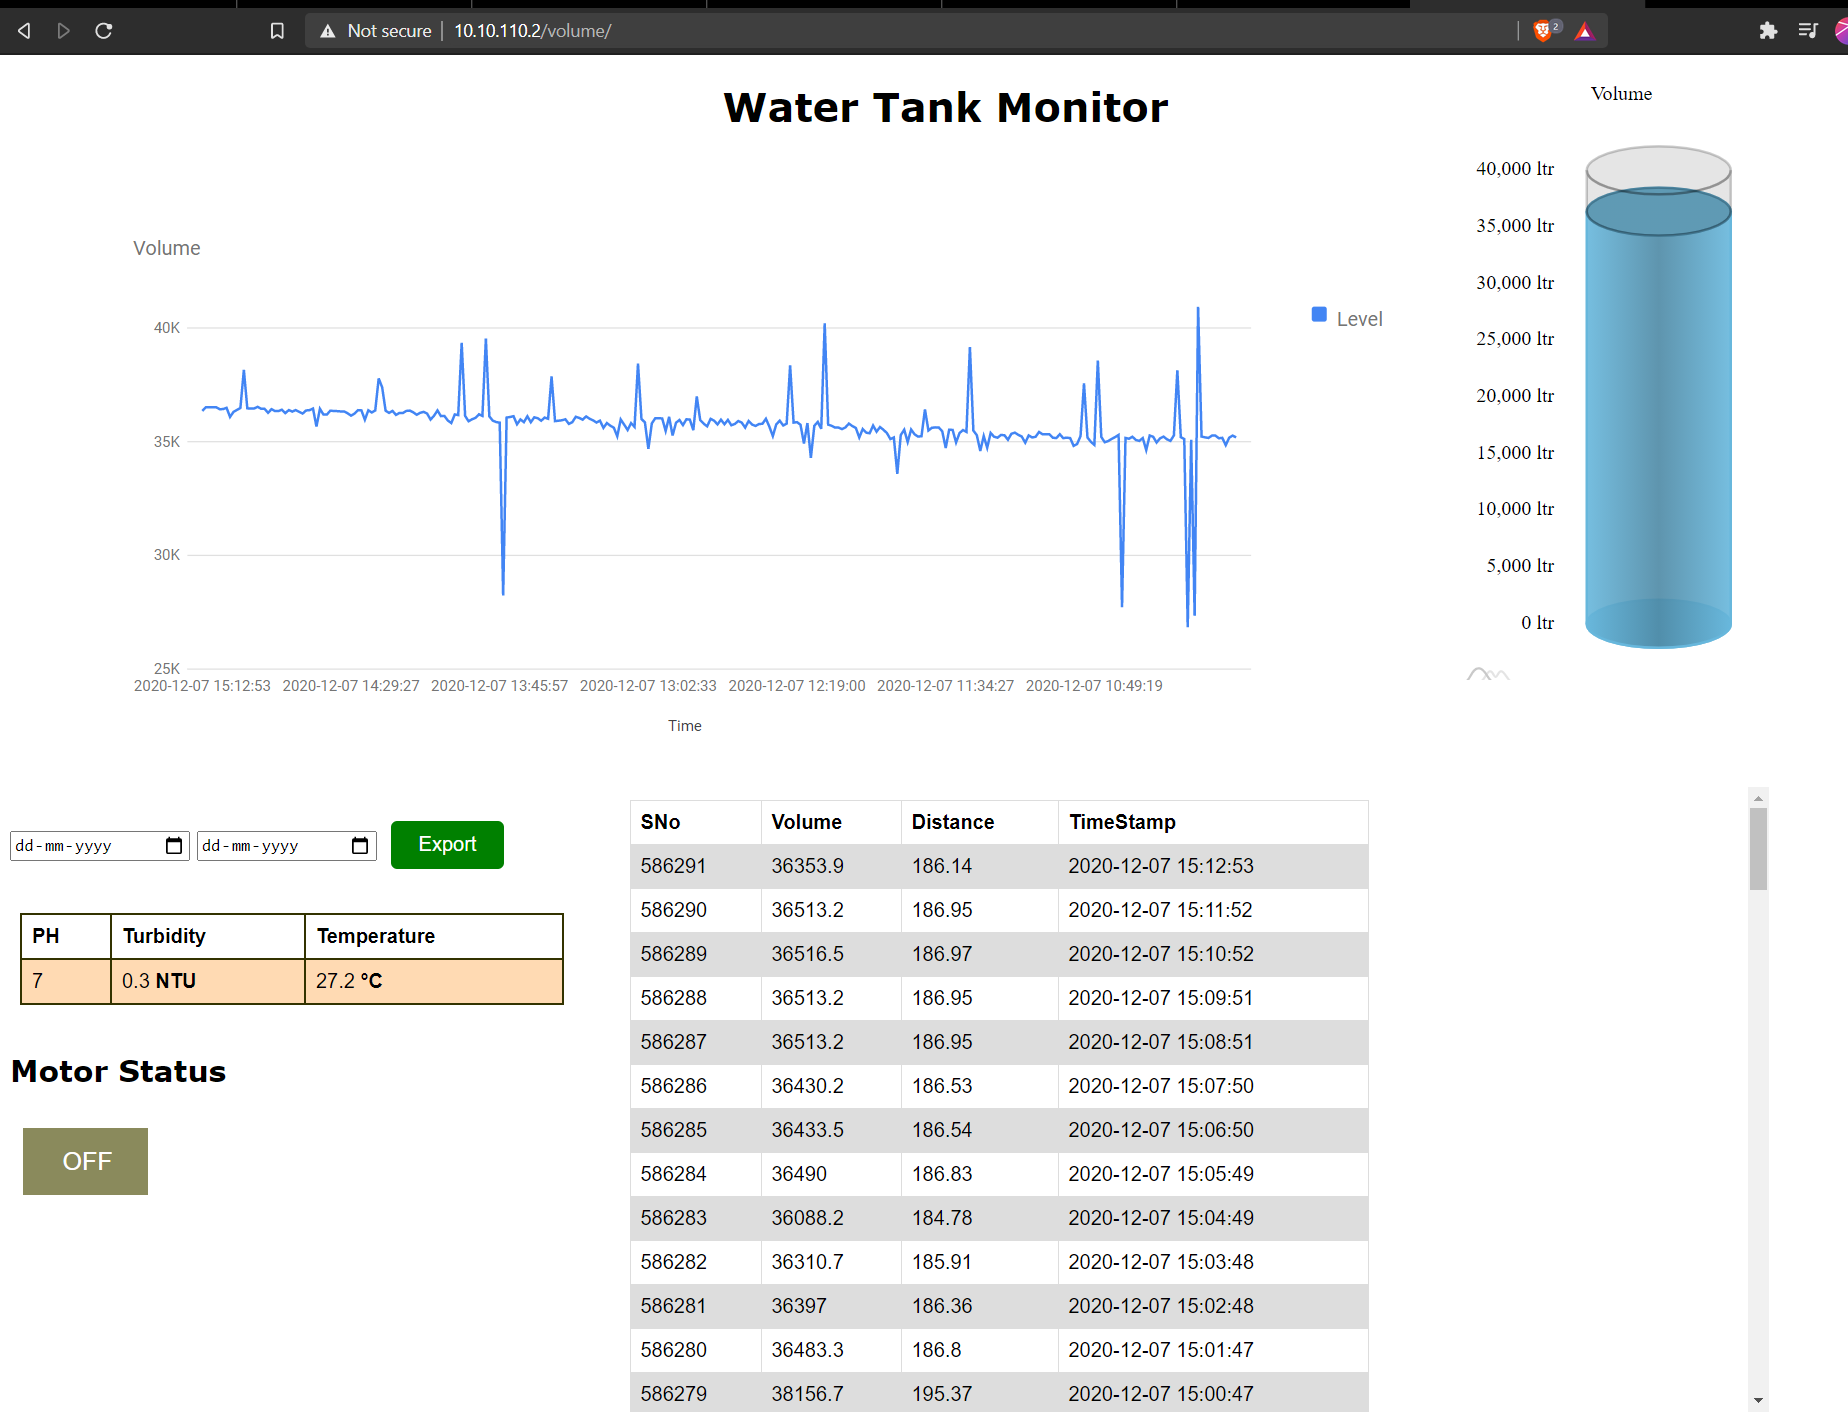 Not secure 10.10.110.2/volume/ 2
Water Tank Monitor
Volume
40,000 ltr
35,000 ltr
30,000 ltr
25,000 ltr
20,000 ltr
15,000 ltr
10,000 ltr
5,000 ltr
0 ltr
Volume
40K
35K
30K
25K
Level
2020-12-07 15:12:53 2020-12-07 14:29:27 2020-12-07 13:45:57 2020-12-07 13:02:33 2020-12-07 12:19:00 2020-12-07 11:34:27 2020-12-07 10:49:19
Time
dd-mm-yyyy dd-mm-yyyy Export
PH Turbidity Temperature
7 0.3 NTU 27.2 °C
Motor Status
OFF
SNo Volume Distance TimeStamp
586291 36353.9 186.14 2020-12-07 15:12:53
586290 36513.2 186.95 2020-12-07 15:11:52
586289 36516.5 186.97 2020-12-07 15:10:52
586288 36513.2 186.95 2020-12-07 15:09:51
586287 36513.2 186.95 2020-12-07 15:08:51
586286 36430.2 186.53 2020-12-07 15:07:50
586285 36433.5 186.54 2020-12-07 15:06:50
586284 36490 186.83 2020-12-07 15:05:49
586283 36088.2 184.78 2020-12-07 15:04:49
586282 36310.7 185.91 2020-12-07 15:03:48
586281 36397 186.36 2020-12-07 15:02:48
586280 36483.3 186.8 2020-12-07 15:01:47
586279 38156.7 195.37 2020-12-07 15:00:47